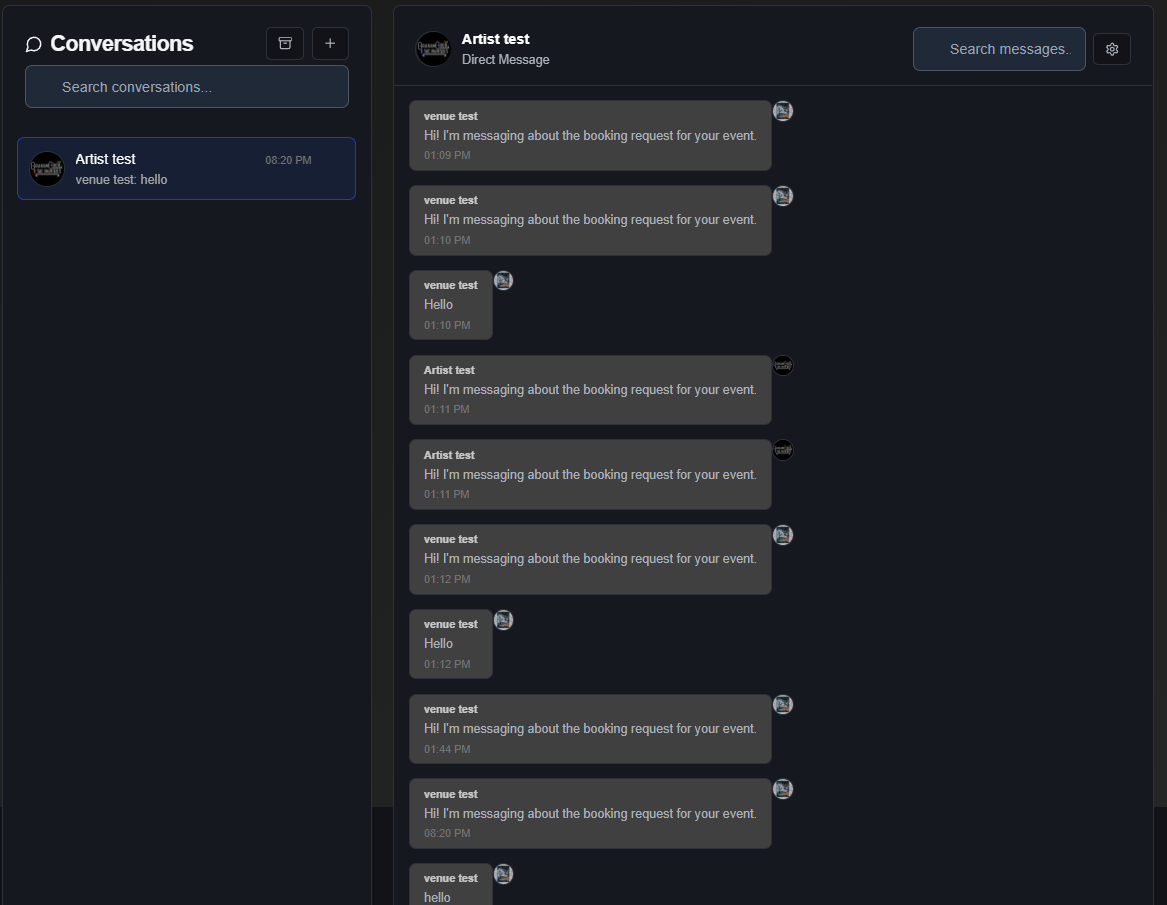 Conversations
Search conversations...
Artist test
08:20 PM
venue test: hello
Artist test
Direct Message
Search messages..
venue test
Hi! I'm messaging about the booking request for your event.
01:09 PM
venue test
Hi! I'm messaging about the booking request for your event.
01:10 PM
venue test
Hello
01:10 PM
Artist test
Hi! I'm messaging about the booking request for your event.
01:11 PM
Artist test
Hi! I'm messaging about the booking request for your event.
01:11 PM
venue test
Hi! I'm messaging about the booking request for your event.
01:12 PM
venue test
Hello
01:12 PM
venue test
Hi! I'm messaging about the booking request for your event.
01:44 PM
venue test
Hi! I'm messaging about the booking request for your event.
08:20 PM
venue test
hello